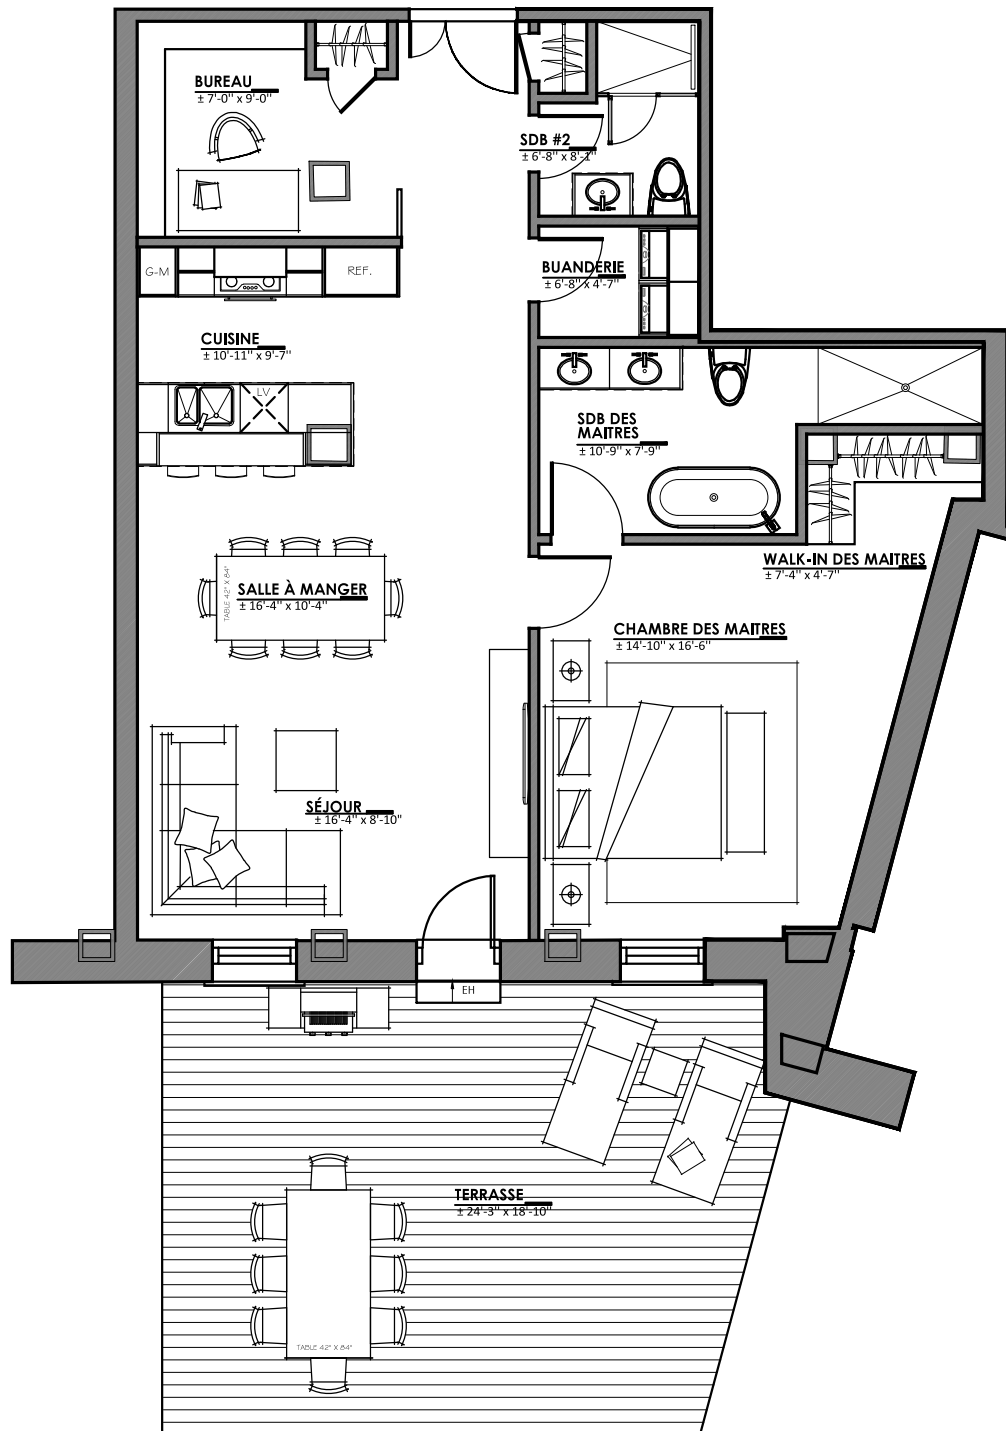 BUREAU
± 7'-0" x 9'-0"
SDB #2
± 6'-8" x 8'-1"
G-M
REF.
BUANDERIE
± 6'-8" x 4'-7"
CUISINE
± 10'-11" x 9'-7"
LV
SDB DES
MAITRES
± 10'-9" x 7'-9"
WALK-IN DES MAITRES
± 7'-4" x 4'-7"
TABLE 42" X 84"
SALLE À MANGER
± 16'-4" x 10'-4"
CHAMBRE DES MAITRES
± 14'-10" x 16'-6"
SÉJOUR
± 16'-4" x 8'-10"
EH
TERRASSE
± 24'-3" x 18'-10"
TABLE 42" X 84"